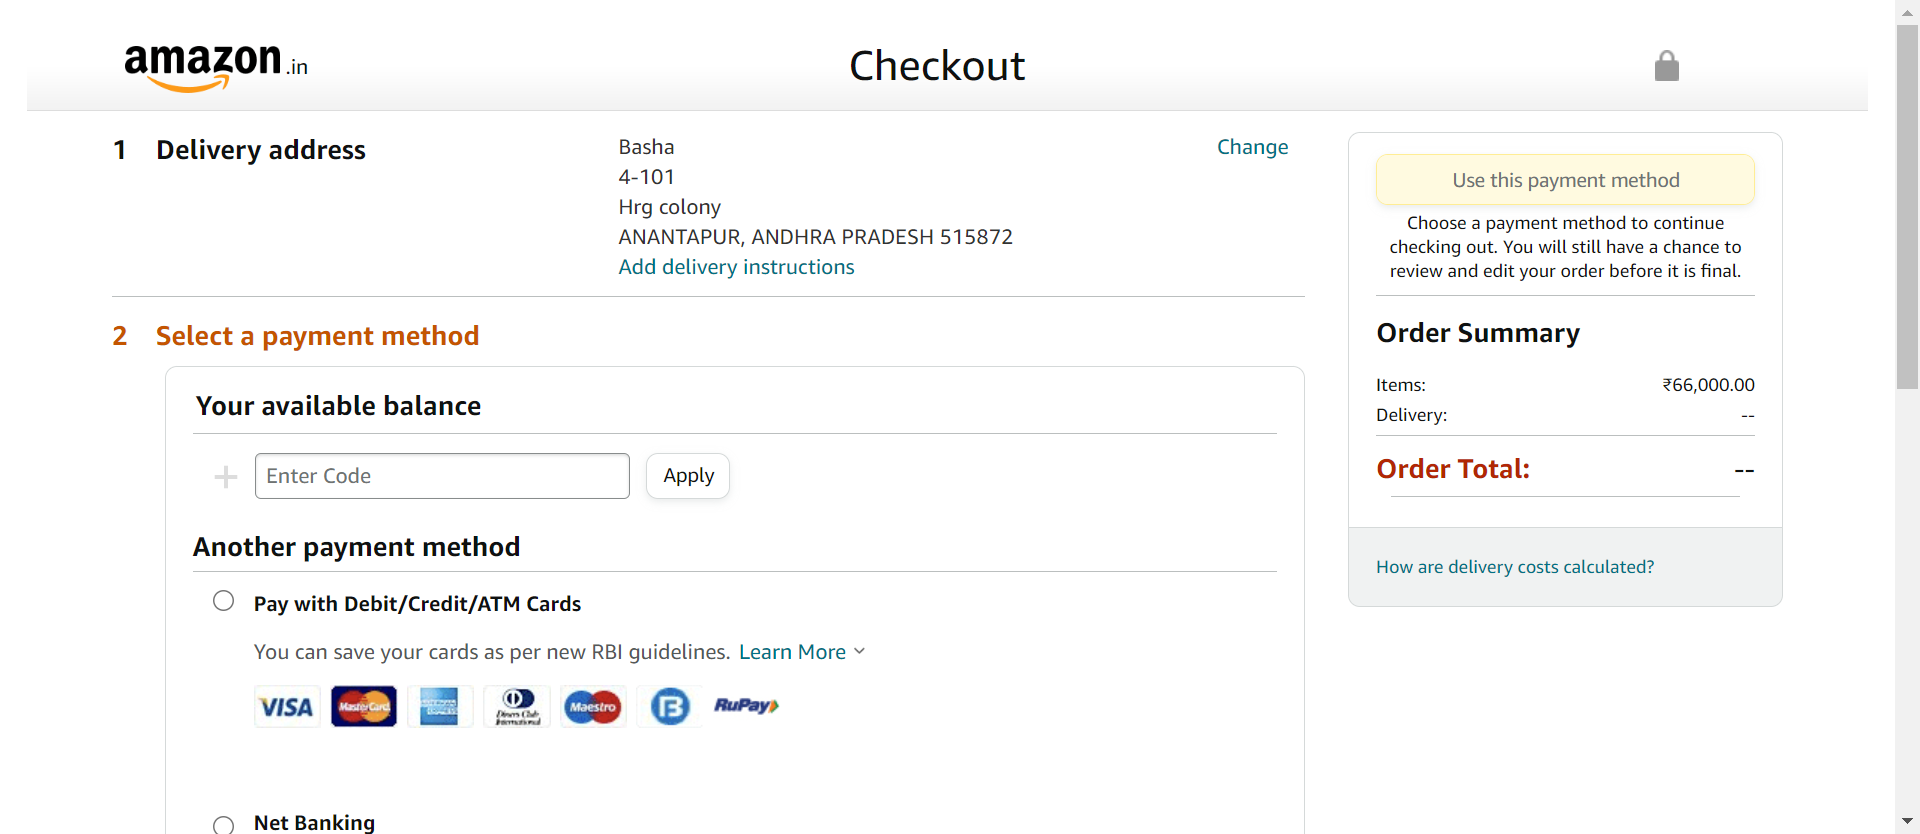 amazon.in
Checkout
1 Delivery address
Basha
4-101
Hrg colony
ANANTAPUR, ANDHRA PRADESH 515872
Add delivery instructions
Change
2 Select a payment method
Your available balance
Enter Code
Apply
Another payment method
Pay with Debit/Credit/ATM Cards
You can save your cards as per new RBI guidelines. Learn More
VISA MasterCard Diners Club International Maestro RuPay
Net Banking
Use this payment method
Choose a payment method to continue
checking out. You will still have a chance to
review and edit your order before it is final.
Order Summary
Items: ₹66,000.00
Delivery: --
Order Total: --
How are delivery costs calculated?